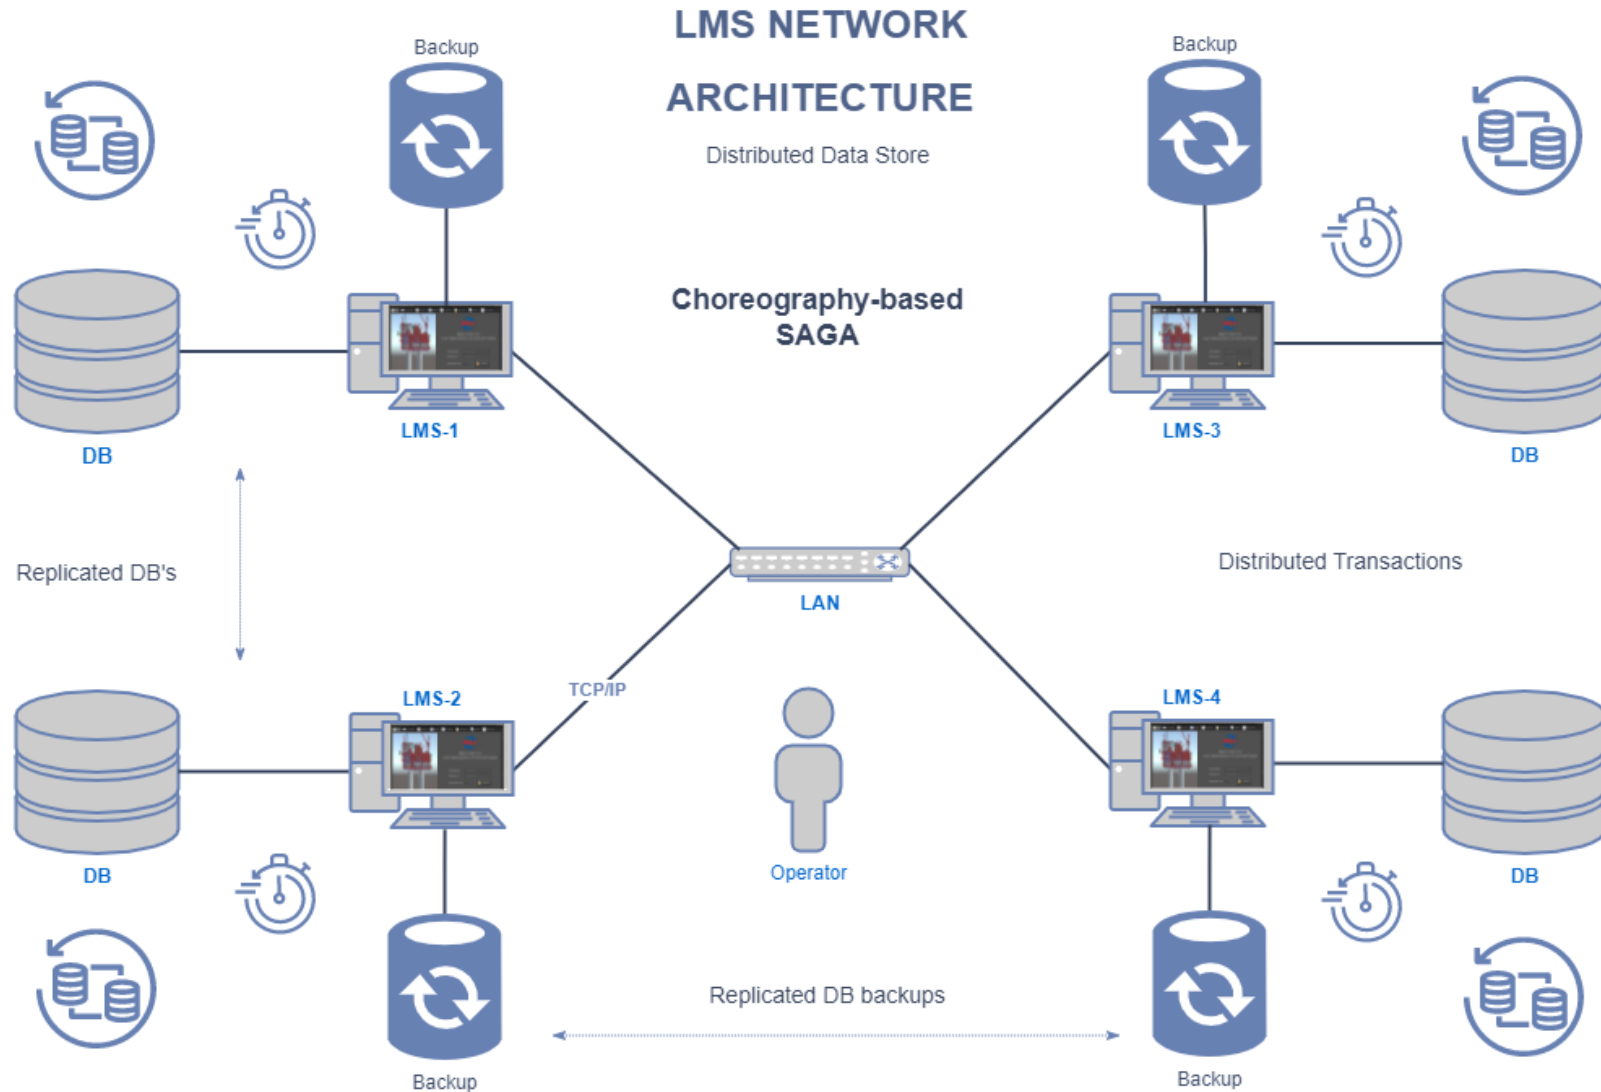 LMS NETWORK
ARCHITECTURE
Distributed Data Store
Backup
Backup
Choreography-based
SAGA
LMS-1
LMS-3
DB
DB
Replicated DB's
Distributed Transactions
LAN
TCP/IP
LMS-2
LMS-4
Operator
DB
DB
Replicated DB backups
Backup
Backup